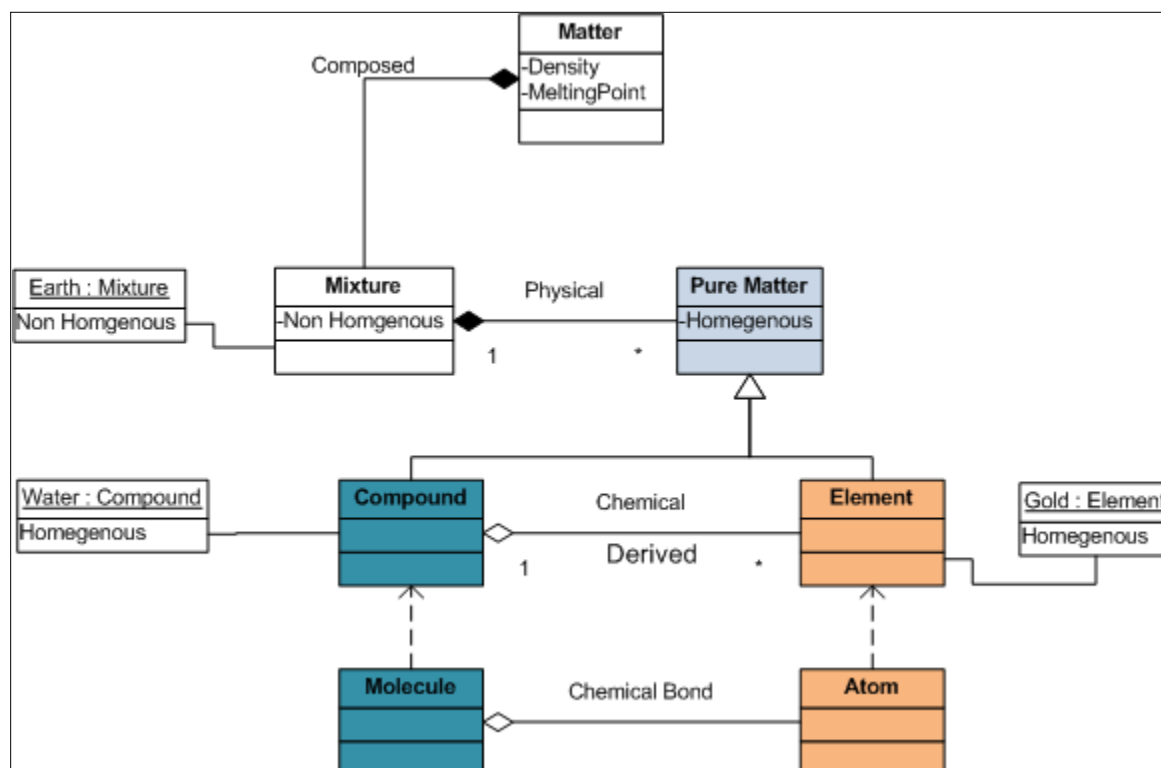 Matter
Composed
-Density
-MeltingPoint
Earth : Mixture
Non Homgenous
Mixture
-Non Homgenous
Physical
1
*
Pure Matter
-Homegenous
Water : Compound
Homegenous
Compound
Chemical
Derived
1
*
Element
Gold : Element
Homegenous
Molecule
Chemical Bond
Atom